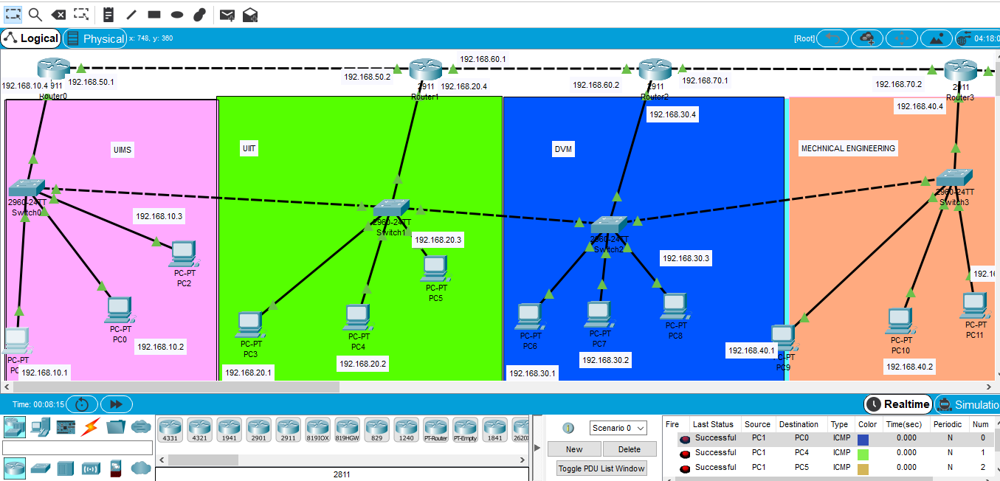 Logical
Physical
x: 748, y: 360
[Root]
04:18:0
192.168.60.1
192.168.50.1
192.168.50.2
192.168.20.4
192.168.60.2
192.168.70.1
192.168.70.2
192.168.10.4
911
Router0
2911
Router1
2911
Router2
2911
Router3
192.168.30.4
192.168.40.4
UIMS
UIIT
DVM
MECHNICAL ENGINEERING
2960-24TT
Switch0
2960-24TT
Switch1
2960-24TT
Switch2
2960-24TT
Switch3
192.168.10.3
192.168.20.3
192.168.30.3
192.16
PC-PT
PC2
PC-PT
PC5
PC-PT
PC0
PC-PT
PC3
PC-PT
PC4
PC-PT
PC6
PC-PT
PC7
PC-PT
PC8
C-PT
PC9
PC-PT
PC10
PC-PT
PC11
PC-PT
PC
192.168.10.2
192.168.10.1
192.168.20.1
192.168.20.2
192.168.30.1
192.168.30.2
192.168.40.1
192.168.40.2
Time: 00:08:15
Realtime
Simulatio
4331
4321
1941
2901
2911
819IOX
819HGW
829
1240
PT-Router
PT-Empty
1841
2620X
2811
Scenario 0
New
Delete
Toggle PDU List Window
Fire Last Status Source Destination Type Color Time(sec) Periodic Num
Successful PC1 PC0 ICMP 0.000 N 0
Successful PC1 PC4 ICMP 0.000 N 1
Successful PC1 PC5 ICMP 0.000 N 2